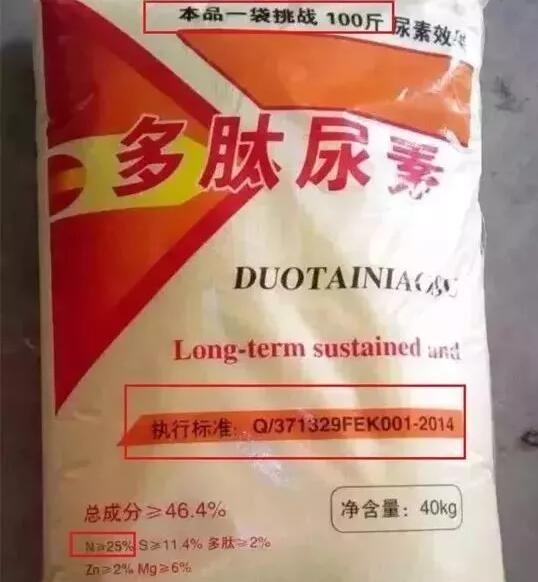 本品一袋挑战 100斤 尿素效
多肽尿素
Long-term sustained and
执行标准: Q/371329FEK001-2014
总成分≥46.4%
净含量: 40kg
N≥25% S≥11.4% 多肽≥2%
Zn≥2% Mg≥6%